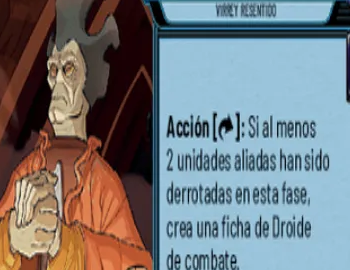 VIRREY RESENTIDO
Acción [⤵]: Si al menos
2 unidades aliadas han sido
derrotadas en esta fase,
crea una ficha de Droide
de combate.